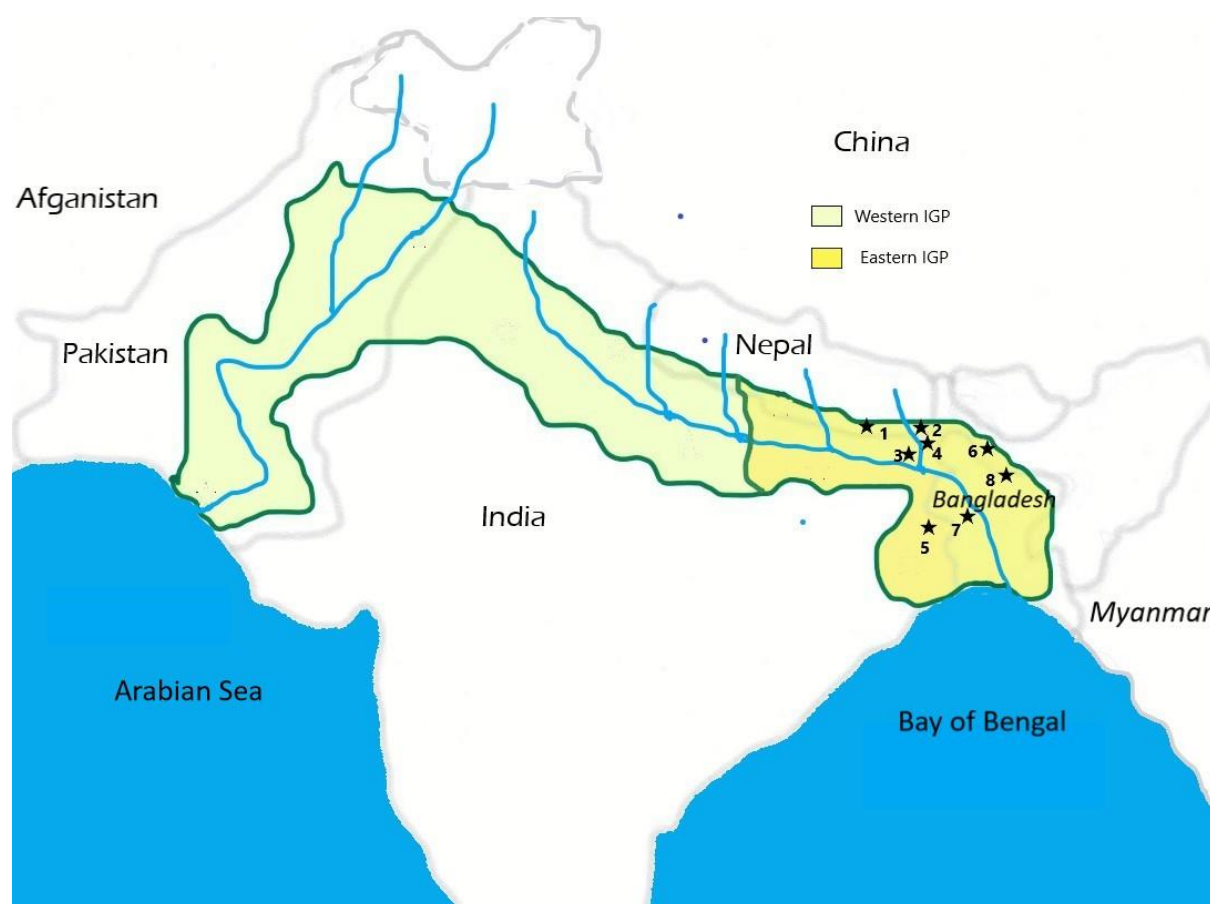 China
Afganistan
Western IGP
Eastern IGP
Pakistan
Nepal
1
2
3
4
6
8
Bangladesh
India
7
5
Myanmar
Arabian Sea
Bay of Bengal